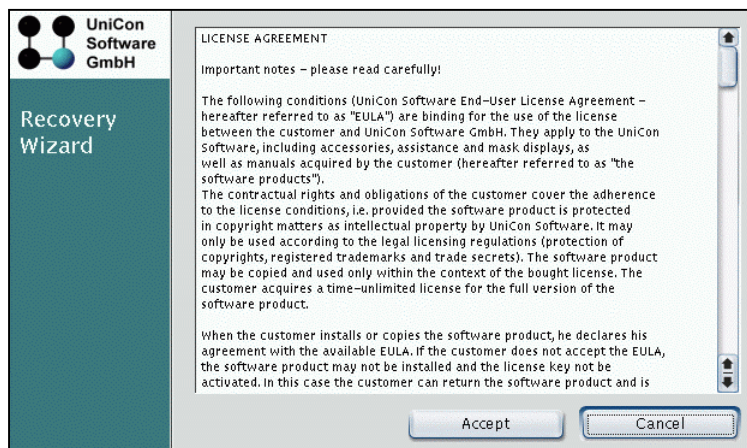 UniCon
Software
GmbH
Recovery
Wizard
LICENSE AGREEMENT
Important notes – please read carefully!
The following conditions (UniCon Software End–User License Agreement –
hereafter referred to as "EULA") are binding for the use of the license
between the customer and UniCon Software GmbH. They apply to the UniCon
Software, including accessories, assistance and mask displays, as
well as manuals acquired by the customer (hereafter referred to as "the
software products").
The contractual rights and obligations of the customer cover the adherence
to the license conditions, i.e. provided the software product is protected
in copyright matters as intellectual property by UniCon Software. It may
only be used according to the legal licensing regulations (protection of
copyrights, registered trademarks and trade secrets). The software product
may be copied and used only within the context of the bought license. The
customer acquires a time–unlimited license for the full version of the
software product.
When the customer installs or copies the software product, he declares his
agreement with the available EULA. If the customer does not accept the EULA,
the software product may not be installed and the license key not be
activated. In this case the customer can return the software product and is
Accept
Cancel